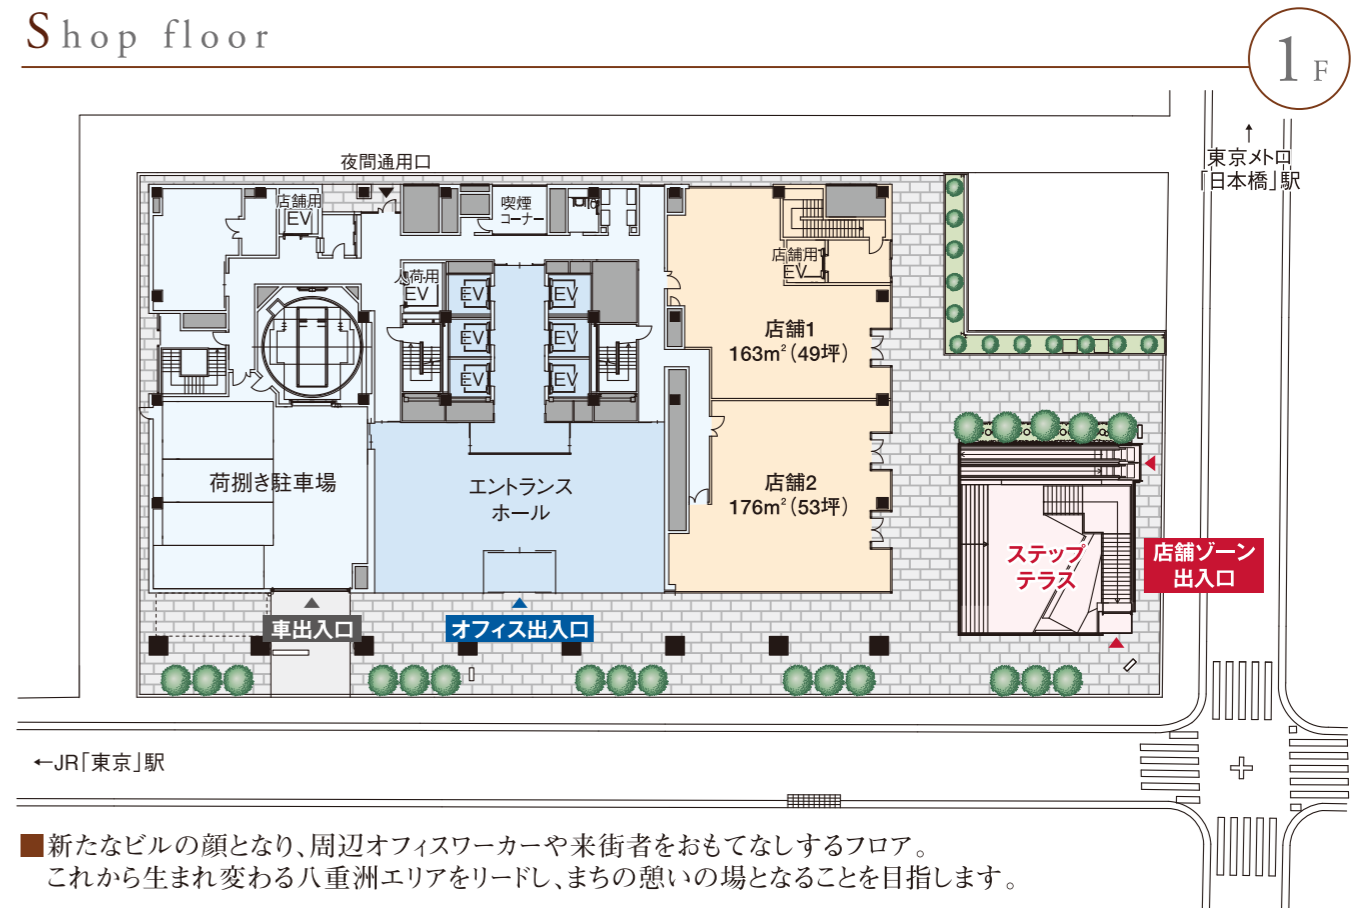 Shop floor
1F
夜間通用口
東京メトロ
「日本橋」駅
店舗用
EV
喫煙
コーナー
店舗用
EV
人荷用
EV
EV
EV
EV
EV
EV
EV
店舗1
163m²（49坪）
荷捌き駐車場
エントランス
ホール
店舗2
176m²（53坪）
ステップ
テラス
店舗ゾーン
出入口
車出入口
オフィス出入口
←JR「東京」駅
■新たなビルの顔となり、周辺オフィスワーカーや来街者をおもてなしするフロア。
これから生まれ変わる八重洲エリアをリードし、まちの憩いの場となることを目指します。